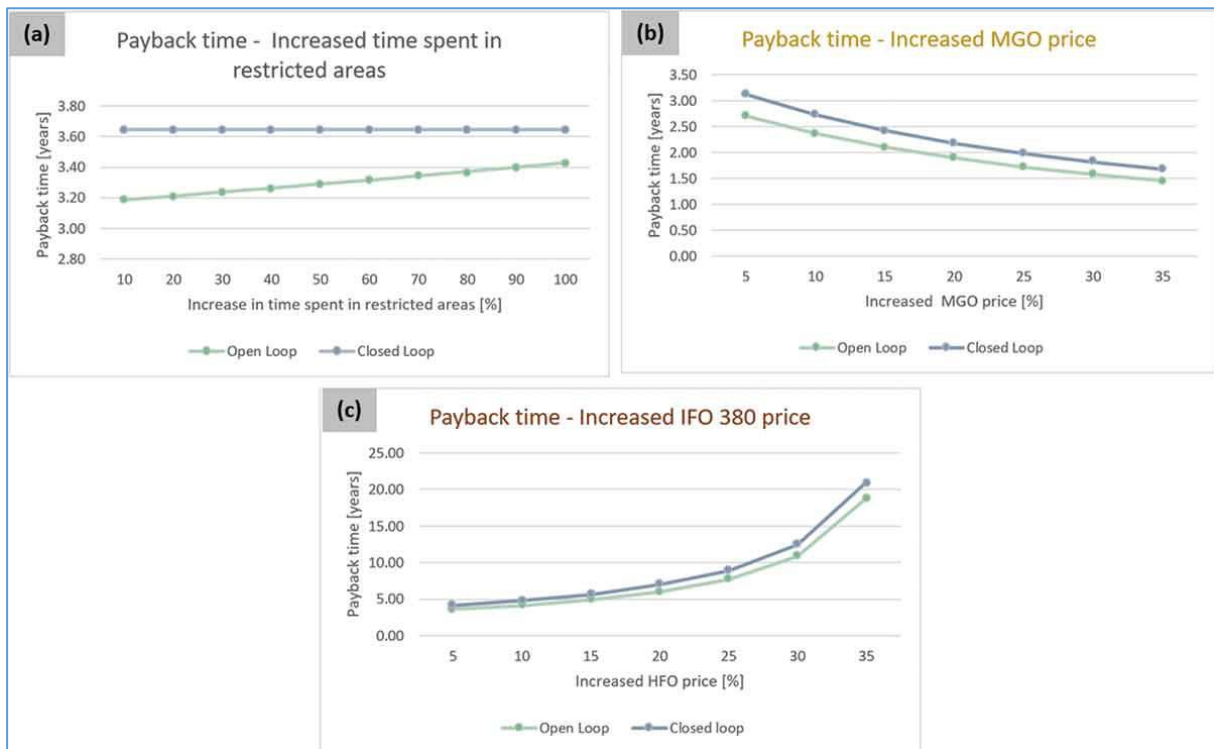 (a)
Payback time -  Increased time spent in
restricted areas
Payback time [years]
3.80
3.60
3.40
3.20
3.00
2.80
10 20 30 40 50 60 70 80 90 100
Increase in time spent in restricted areas [%]
Open Loop Closed Loop
(b)
Payback time - Increased MGO price
Payback time [years]
3.50
3.00
2.50
2.00
1.50
1.00
0.50
0.00
5 10 15 20 25 30 35
Increased  MGO price [%]
Open Loop Closed Loop
(c)
Payback time - Increased IFO 380 price
Payback time [years]
25.00
20.00
15.00
10.00
5.00
0.00
5 10 15 20 25 30 35
Increased HFO price [%]
Open Loop Closed loop